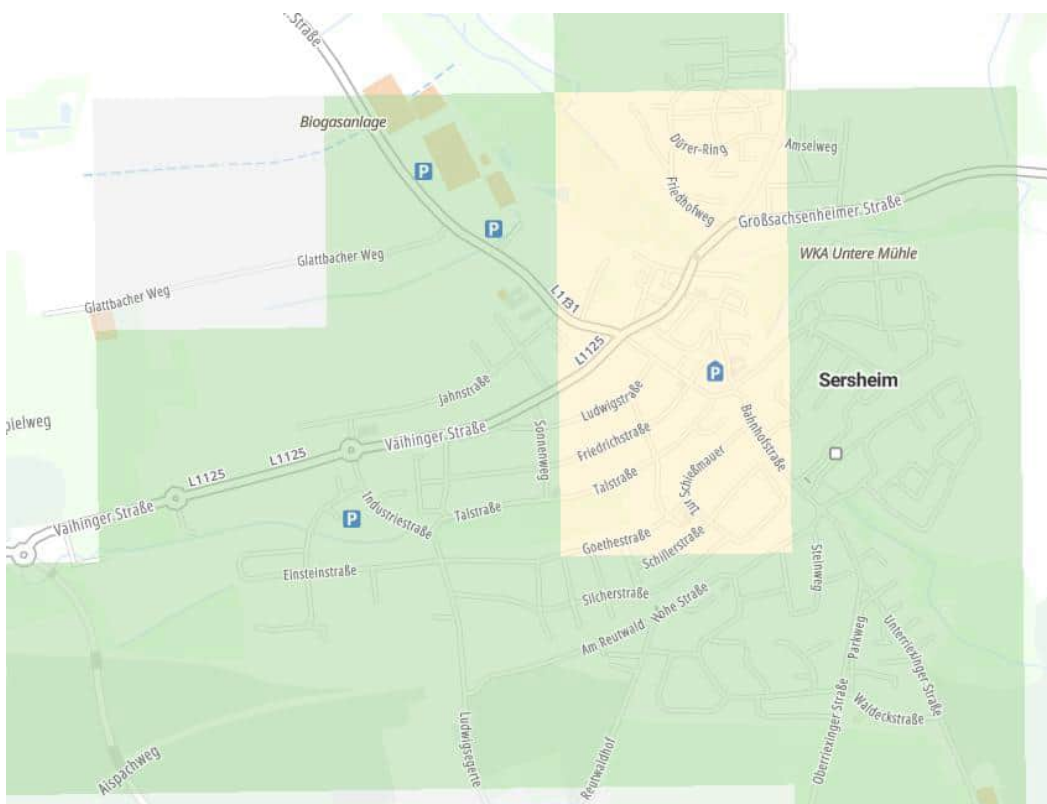 .Straße
Biogasanlage
P
Dürer-Ring
Amselweg
Friedhofweg
Großsachsenheimer Straße
P
WKA Untere Mühle
Glattbacher Weg
Glattbacher Weg
L1131
L1125
P
Sersheim
Jahnstraße
Ludwigstraße
pielweg
Vaihinger Straße
Sonnenweg
Friedrichstraße
Bahnhofstraße
L1125
L1125
Talstraße
Zur Schießmauer
Vaihinger Straße
P
Industriestraße
Talstraße
Goethestraße
Schillerstraße
Einsteinstraße
Steinweg
Silcherstraße
Hohe Straße
Am Reutwald
Parkweg
Unterriexinger Straße
Waldeckstraße
Oberriexinger Straße
Ludwigsegerte
Reutwaldhof
Aispachweg